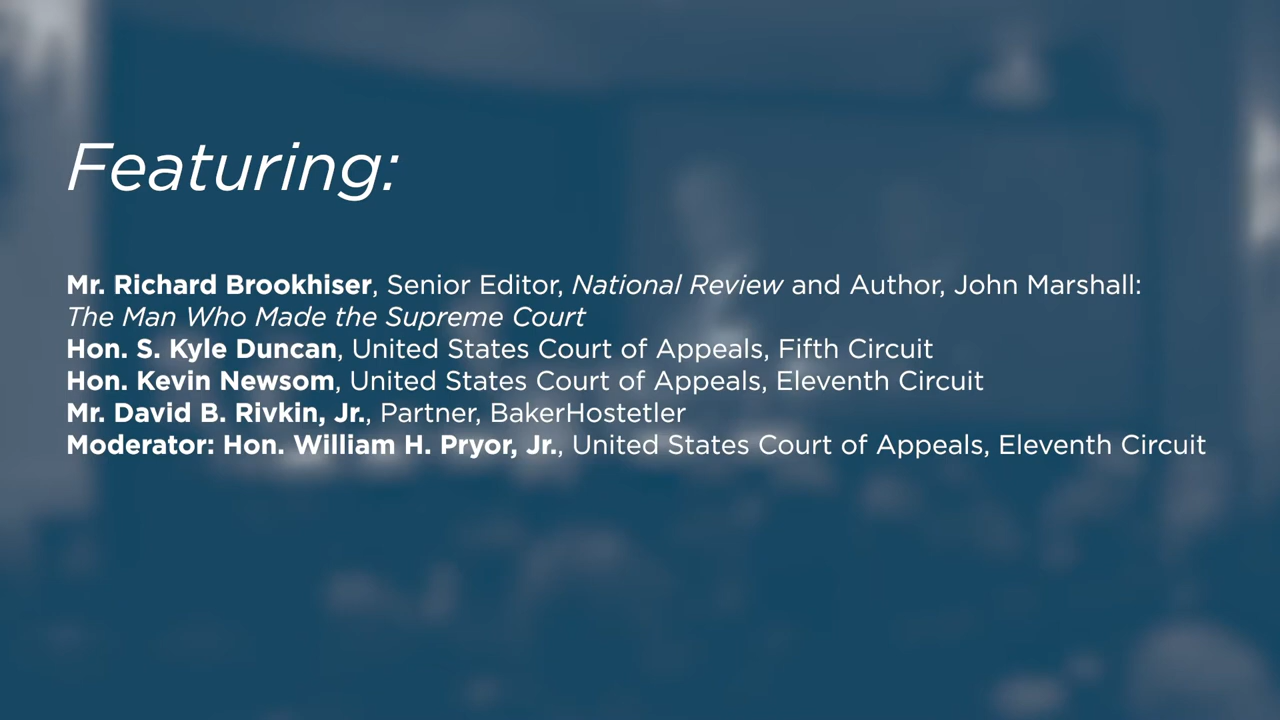 Featuring:
Mr. Richard Brookhiser, Senior Editor, National Review and Author, John Marshall:
The Man Who Made the Supreme Court
Hon. S. Kyle Duncan, United States Court of Appeals, Fifth Circuit
Hon. Kevin Newsom, United States Court of Appeals, Eleventh Circuit
Mr. David B. Rivkin, Jr., Partner, BakerHostetler
Moderator: Hon. William H. Pryor, Jr., United States Court of Appeals, Eleventh Circuit